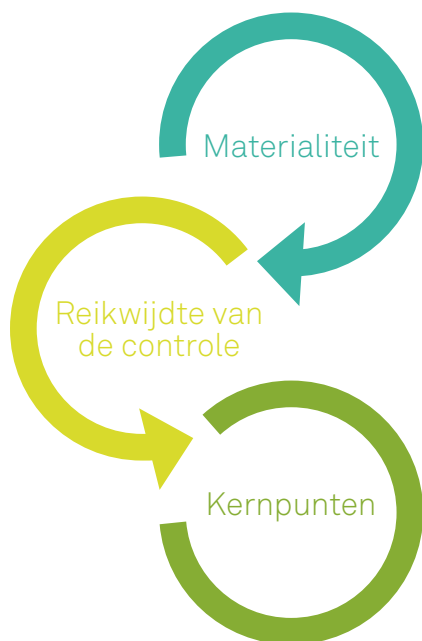 Materialiteit
Reikwijdte van
de controle
Kernpunten